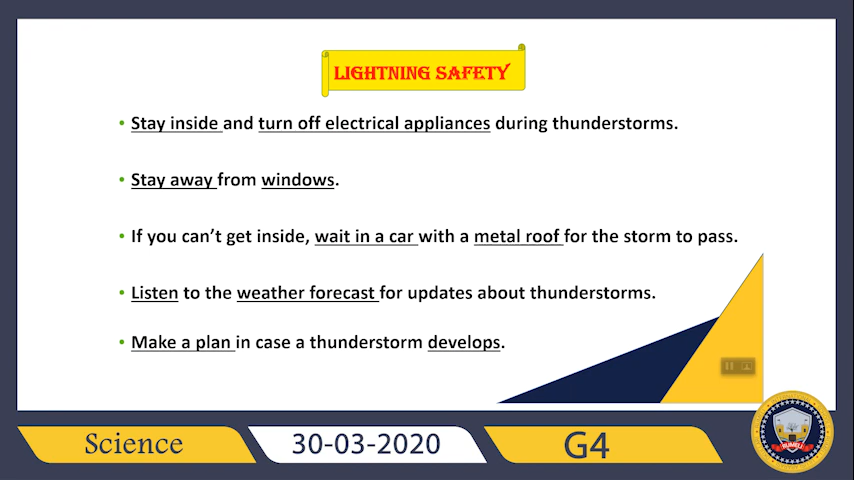 LIGHTNING SAFETY
• Stay inside and turn off electrical appliances during thunderstorms.
• Stay away from windows.
• If you can’t get inside, wait in a car with a metal roof for the storm to pass.
• Listen to the weather forecast for updates about thunderstorms.
• Make a plan in case a thunderstorm develops.
Science
30-03-2020
G4